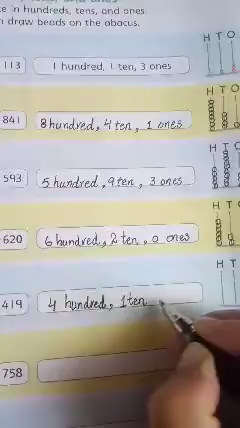 e in hundreds, tens, and ones.
n draw beads on the abacus.
H T O
113 1 hundred, 1 ten, 3 ones
H T O
841 8 hundred, 4 ten, 1 ones
H T O
593 5 hundred, 9 ten, 3 ones
H T O
620 6 hundred, 2 ten, 0 ones
H T
419 4 hundred, 1 ten
758